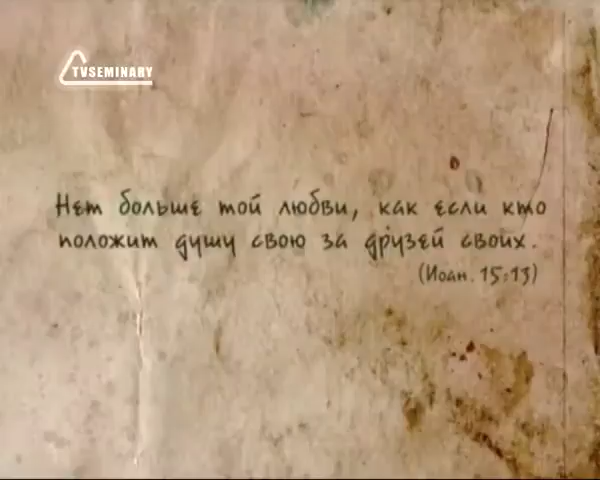 TVSEMINARY
Нет больше той любви, как если кто
положит душу свою за друзей своих.
(Иоан. 15:13)